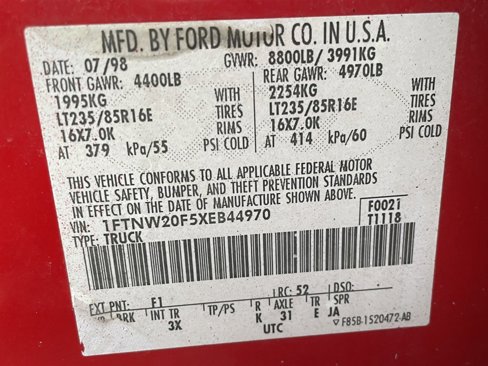 MFD. BY FORD MOTOR CO. IN U.S.A.
DATE: 07/98 GVWR: 8800LB/ 3991KG
FRONT GAWR: 4400LB REAR GAWR: 4970LB
1995KG WITH 2254KG WITH
LT235/85R16E TIRES LT235/85R16E TIRES
16X7.0K RIMS 16X7.0K RIMS
AT 379 kPa/55 PSI COLD AT 414 kPa/60 PSI COLD
THIS VEHICLE CONFORMS TO ALL APPLICABLE FEDERAL MOTOR
VEHICLE SAFETY, BUMPER, AND THEFT PREVENTION STANDARDS
IN EFFECT ON THE DATE OF MANUFACTURE SHOWN ABOVE.
VIN: 1FTNW20F5XEB44970 F0021
TYPE: TRUCK T1118
EXT PNT: F1 RC: 52 DSO:
BRK INT TR TP/PS R AXLE TR SPR
3X K 31 E JA
UTC ▽F85B-1520472-AB